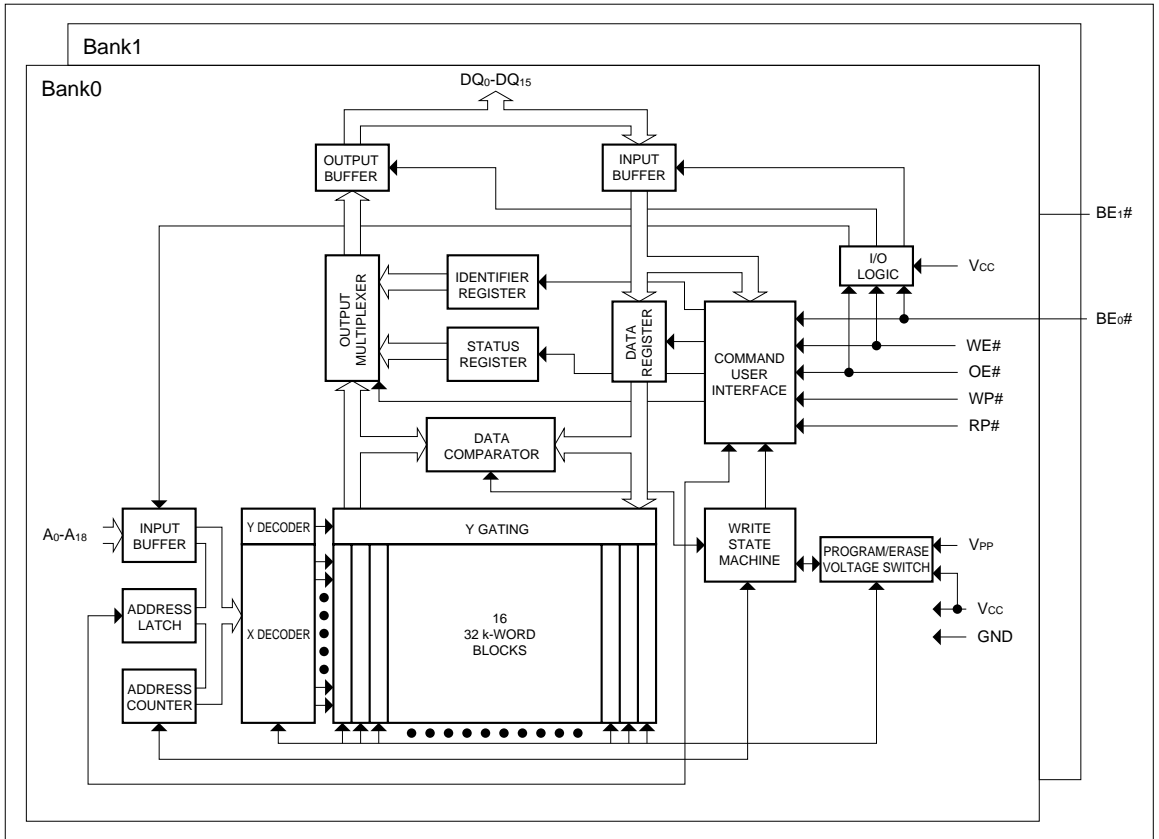 Bank1
Bank0
DQ0-DQ15
OUTPUT
BUFFER
INPUT
BUFFER
BE1#
I/O
LOGIC
VCC
OUTPUT
MULTIPLEXER
IDENTIFIER
REGISTER
STATUS
REGISTER
DATA
REGISTER
COMMAND
USER
INTERFACE
BE0#
WE#
OE#
WP#
RP#
DATA
COMPARATOR
A0-A18
INPUT
BUFFER
Y DECODER
Y GATING
WRITE
STATE
MACHINE
PROGRAM/ERASE
VOLTAGE SWITCH
VPP
VCC
GND
ADDRESS
LATCH
X DECODER
16
32 k-WORD
BLOCKS
ADDRESS
COUNTER